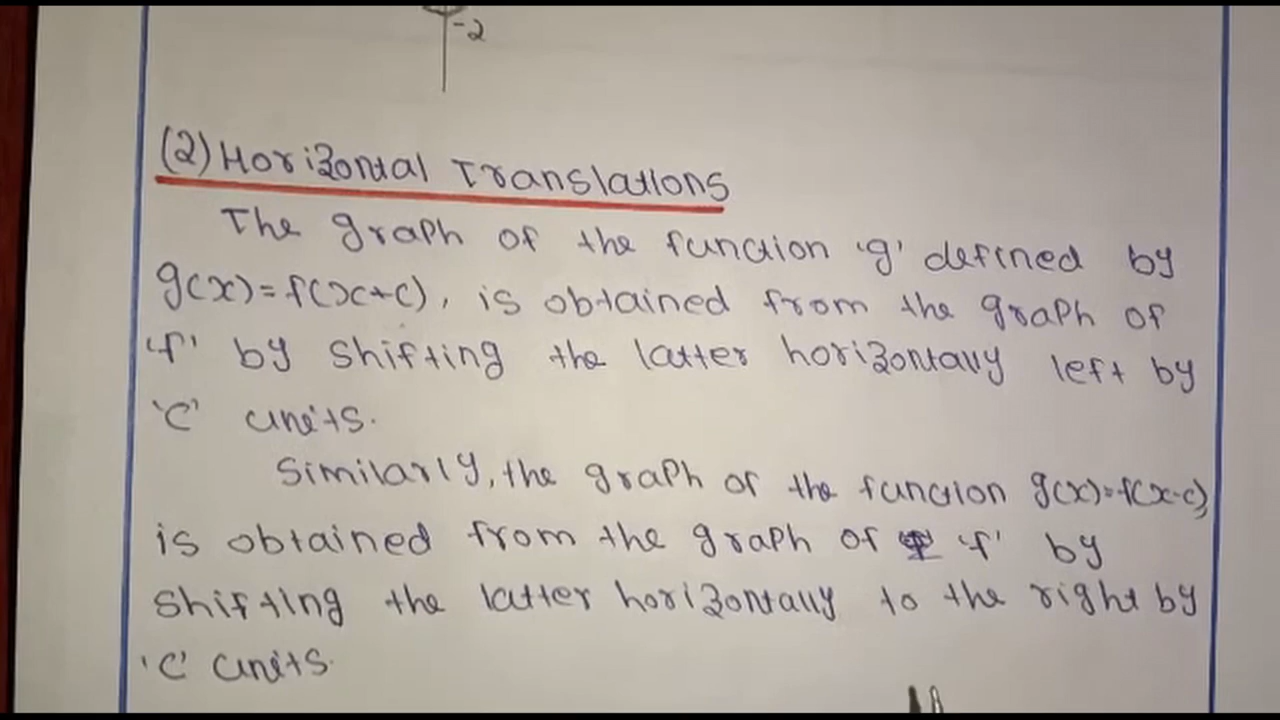 -2
(2) Horizontal Translations
The graph of the function 'g' defined by
g(x)=f(x+c), is obtained from the graph of
'f' by shifting the latter horizontally left by
'c' units.
Similarly, the graph of the function g(x)=f(x-c),
is obtained from the graph of 'f' by
shifting the latter horizontally to the right by
'c' units.